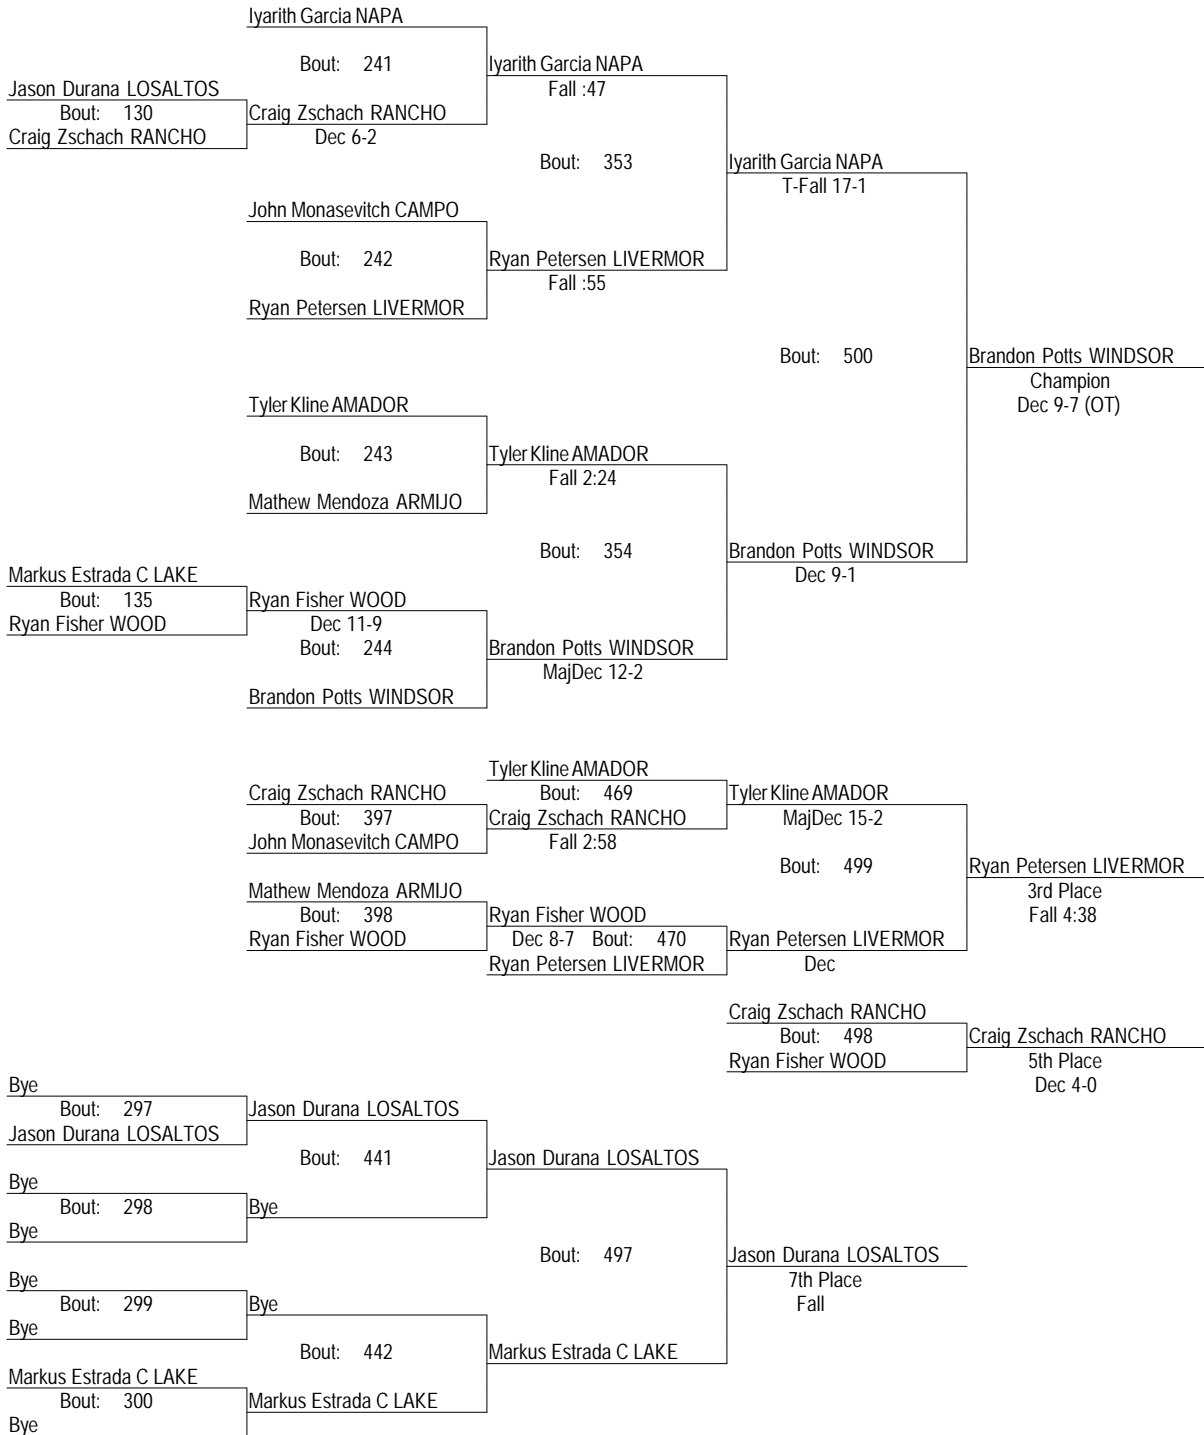 Iyarith Garcia NAPA
Bout: 241
Iyarith Garcia NAPA
Jason Durana LOSALTOS
Fall :47
Bout: 130
Craig Zschach RANCHO
Craig Zschach RANCHO
Dec 6-2
Bout: 353
Iyarith Garcia NAPA
T-Fall 17-1
John Monasevitch CAMPO
Bout: 242
Ryan Petersen LIVERMOR
Fall :55
Ryan Petersen LIVERMOR
Bout: 500
Brandon Potts WINDSOR
Champion
Dec 9-7 (OT)
Tyler Kline AMADOR
Bout: 243
Tyler Kline AMADOR
Fall 2:24
Mathew Mendoza ARMIJO
Bout: 354
Brandon Potts WINDSOR
Dec 9-1
Markus Estrada C LAKE
Bout: 135
Ryan Fisher WOOD
Ryan Fisher WOOD
Dec 11-9
Bout: 244
Brandon Potts WINDSOR
MajDec 12-2
Brandon Potts WINDSOR
Tyler Kline AMADOR
Craig Zschach RANCHO
Bout: 469
Tyler Kline AMADOR
Bout: 397
Craig Zschach RANCHO
MajDec 15-2
John Monasevitch CAMPO
Fall 2:58
Bout: 499
Ryan Petersen LIVERMOR
3rd Place
Fall 4:38
Mathew Mendoza ARMIJO
Bout: 398
Ryan Fisher WOOD
Ryan Fisher WOOD
Dec 8-7 Bout: 470
Ryan Petersen LIVERMOR
Ryan Petersen LIVERMOR
Dec
Craig Zschach RANCHO
Bout: 498
Craig Zschach RANCHO
Ryan Fisher WOOD
5th Place
Dec 4-0
Bye
Bout: 297
Jason Durana LOSALTOS
Jason Durana LOSALTOS
Bout: 441
Jason Durana LOSALTOS
Bye
Bout: 298
Bye
Bye
Bout: 497
Jason Durana LOSALTOS
7th Place
Fall
Bye
Bout: 299
Bye
Bye
Bout: 442
Markus Estrada C LAKE
Markus Estrada C LAKE
Bout: 300
Markus Estrada C LAKE
Bye